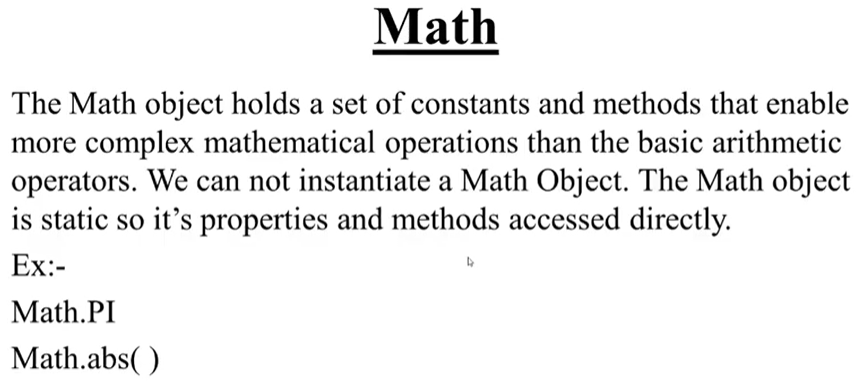 Math
The Math object holds a set of constants and methods that enable
more complex mathematical operations than the basic arithmetic
operators. We can not instantiate a Math Object. The Math object
is static so it’s properties and methods accessed directly.
Ex:-
Math.PI
Math.abs( )